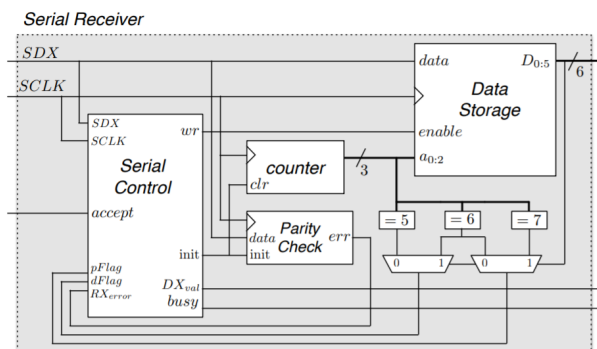 Serial Receiver
SDX
SCLK
data
D0:5
6
Data
Storage
enable
a0:2
SDX
SCLK
wr
Serial
Control
accept
init
pFlag
dFlag
RXerror
DXval
busy
counter
clr
3
Parity
Check
data
init
err
= 5
= 6
= 7
0 1
0 1